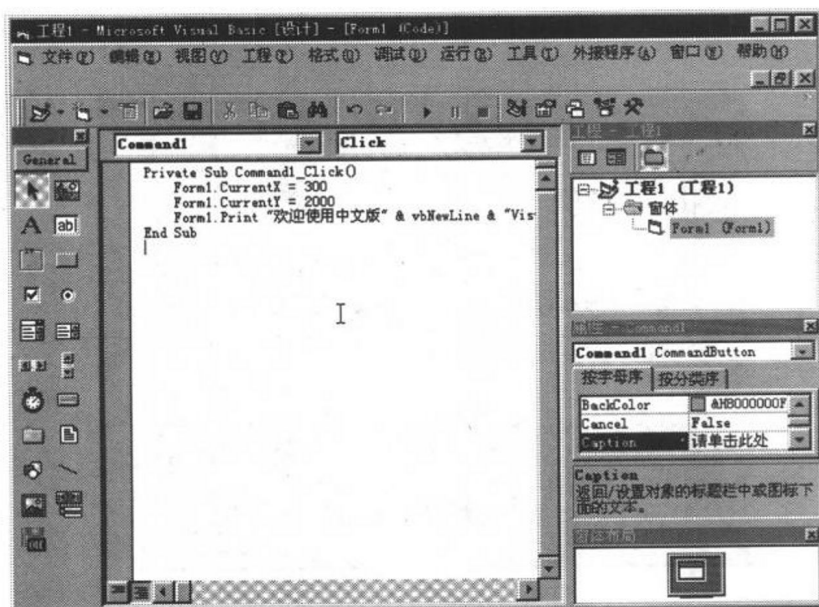 工程1 - Microsoft Visual Basic [设计] - [Form1 (Code)]
文件(F) 编辑(E) 视图(V) 工程(P) 格式(O) 调试(D) 运行(R) 工具(T) 外接程序(A) 窗口(W) 帮助(H)
General
Command1
Click
Private Sub Command1_Click()
Form1.CurrentX = 300
Form1.CurrentY = 2000
Form1.Print "欢迎使用中文版" & vbNewLine & "Vis
End Sub
工程 - 工程1
工程1 (工程1)
窗体
Form1 (Form1)
属性 - Command1
Command1 CommandButton
按字母序 按分类序
BackColor &H8000000F
Cancel False
Caption 请单击此处
Caption
返回/设置对象的标题栏中或图标下
面的文本。
窗体布局